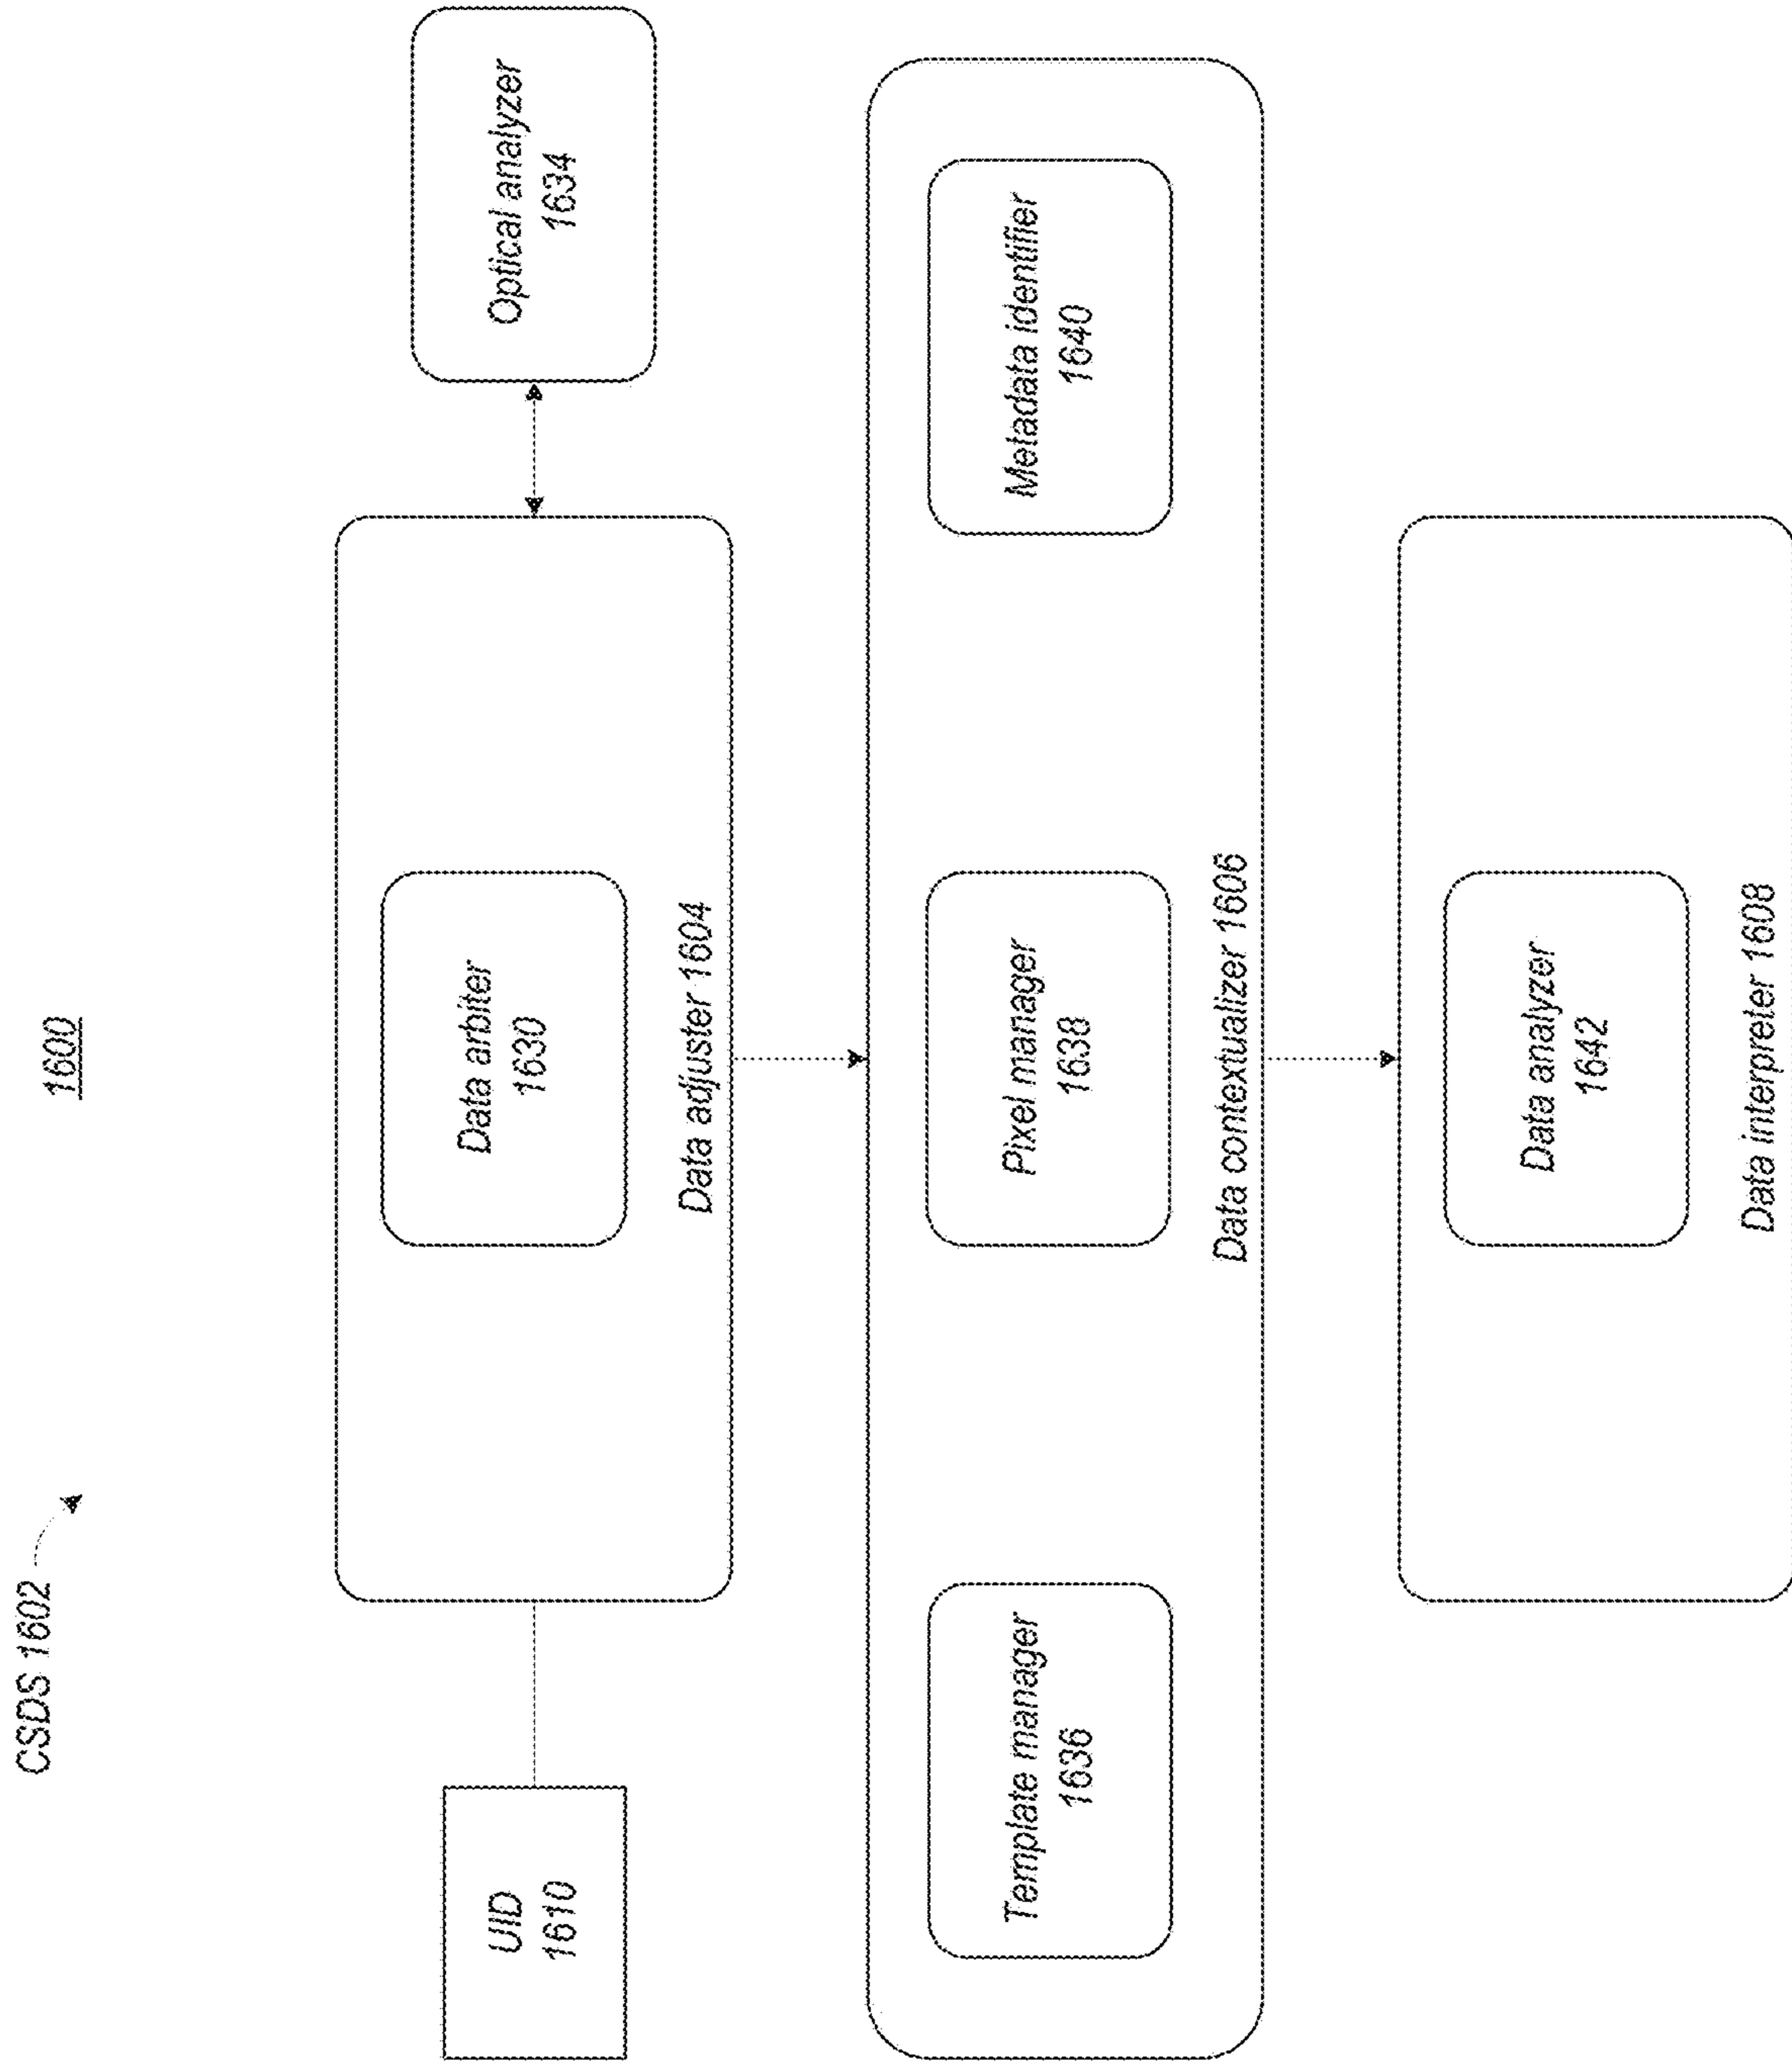 1600
CSDS 1602
UID
1610
Data arbiter
1630
Data adjuster 1604
Optical analyzer
1634
Template manager
1636
Pixel manager
1638
Metadata identifier
1640
Data contextualizer 1606
Data analyzer
1642
Data interpreter 1608